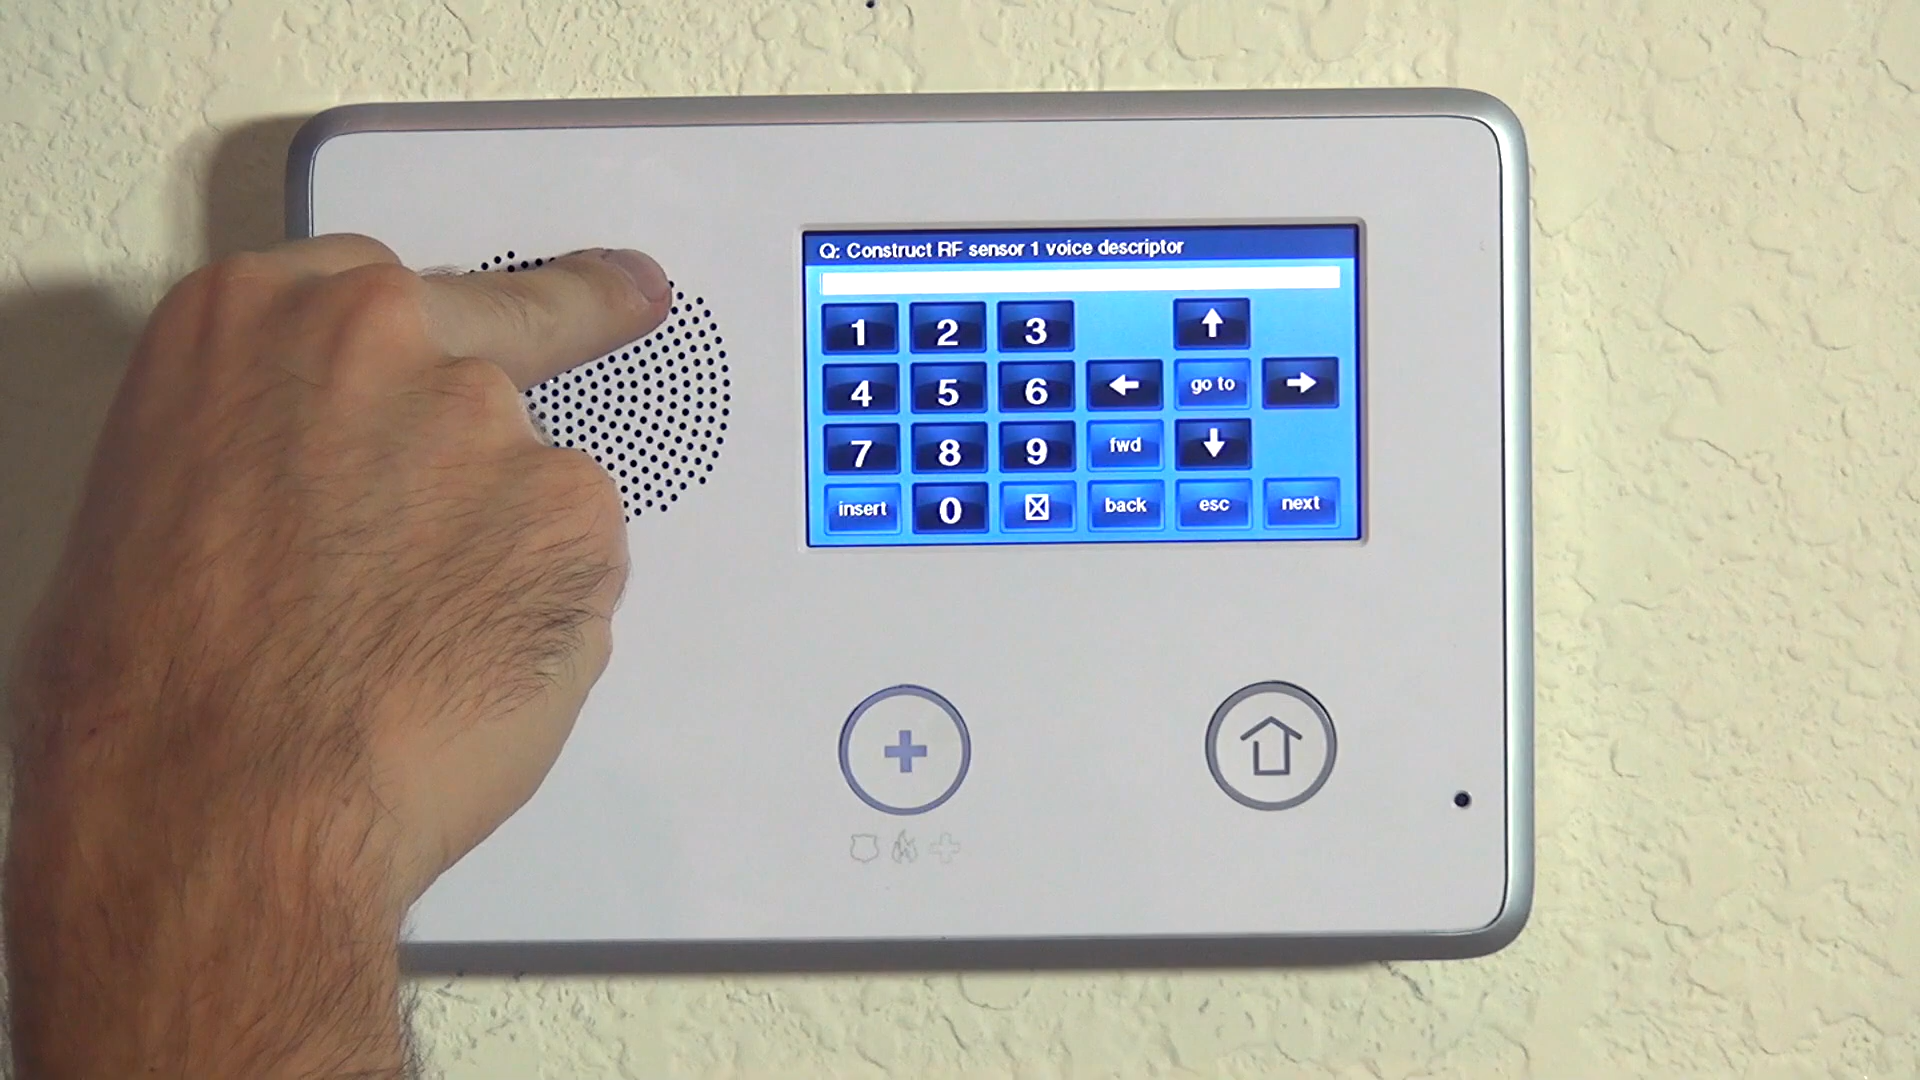 Q: Construct RF sensor 1 voice descriptor
1 2 3
4 5 6 go to
7 8 9 fwd
insert 0 back esc next